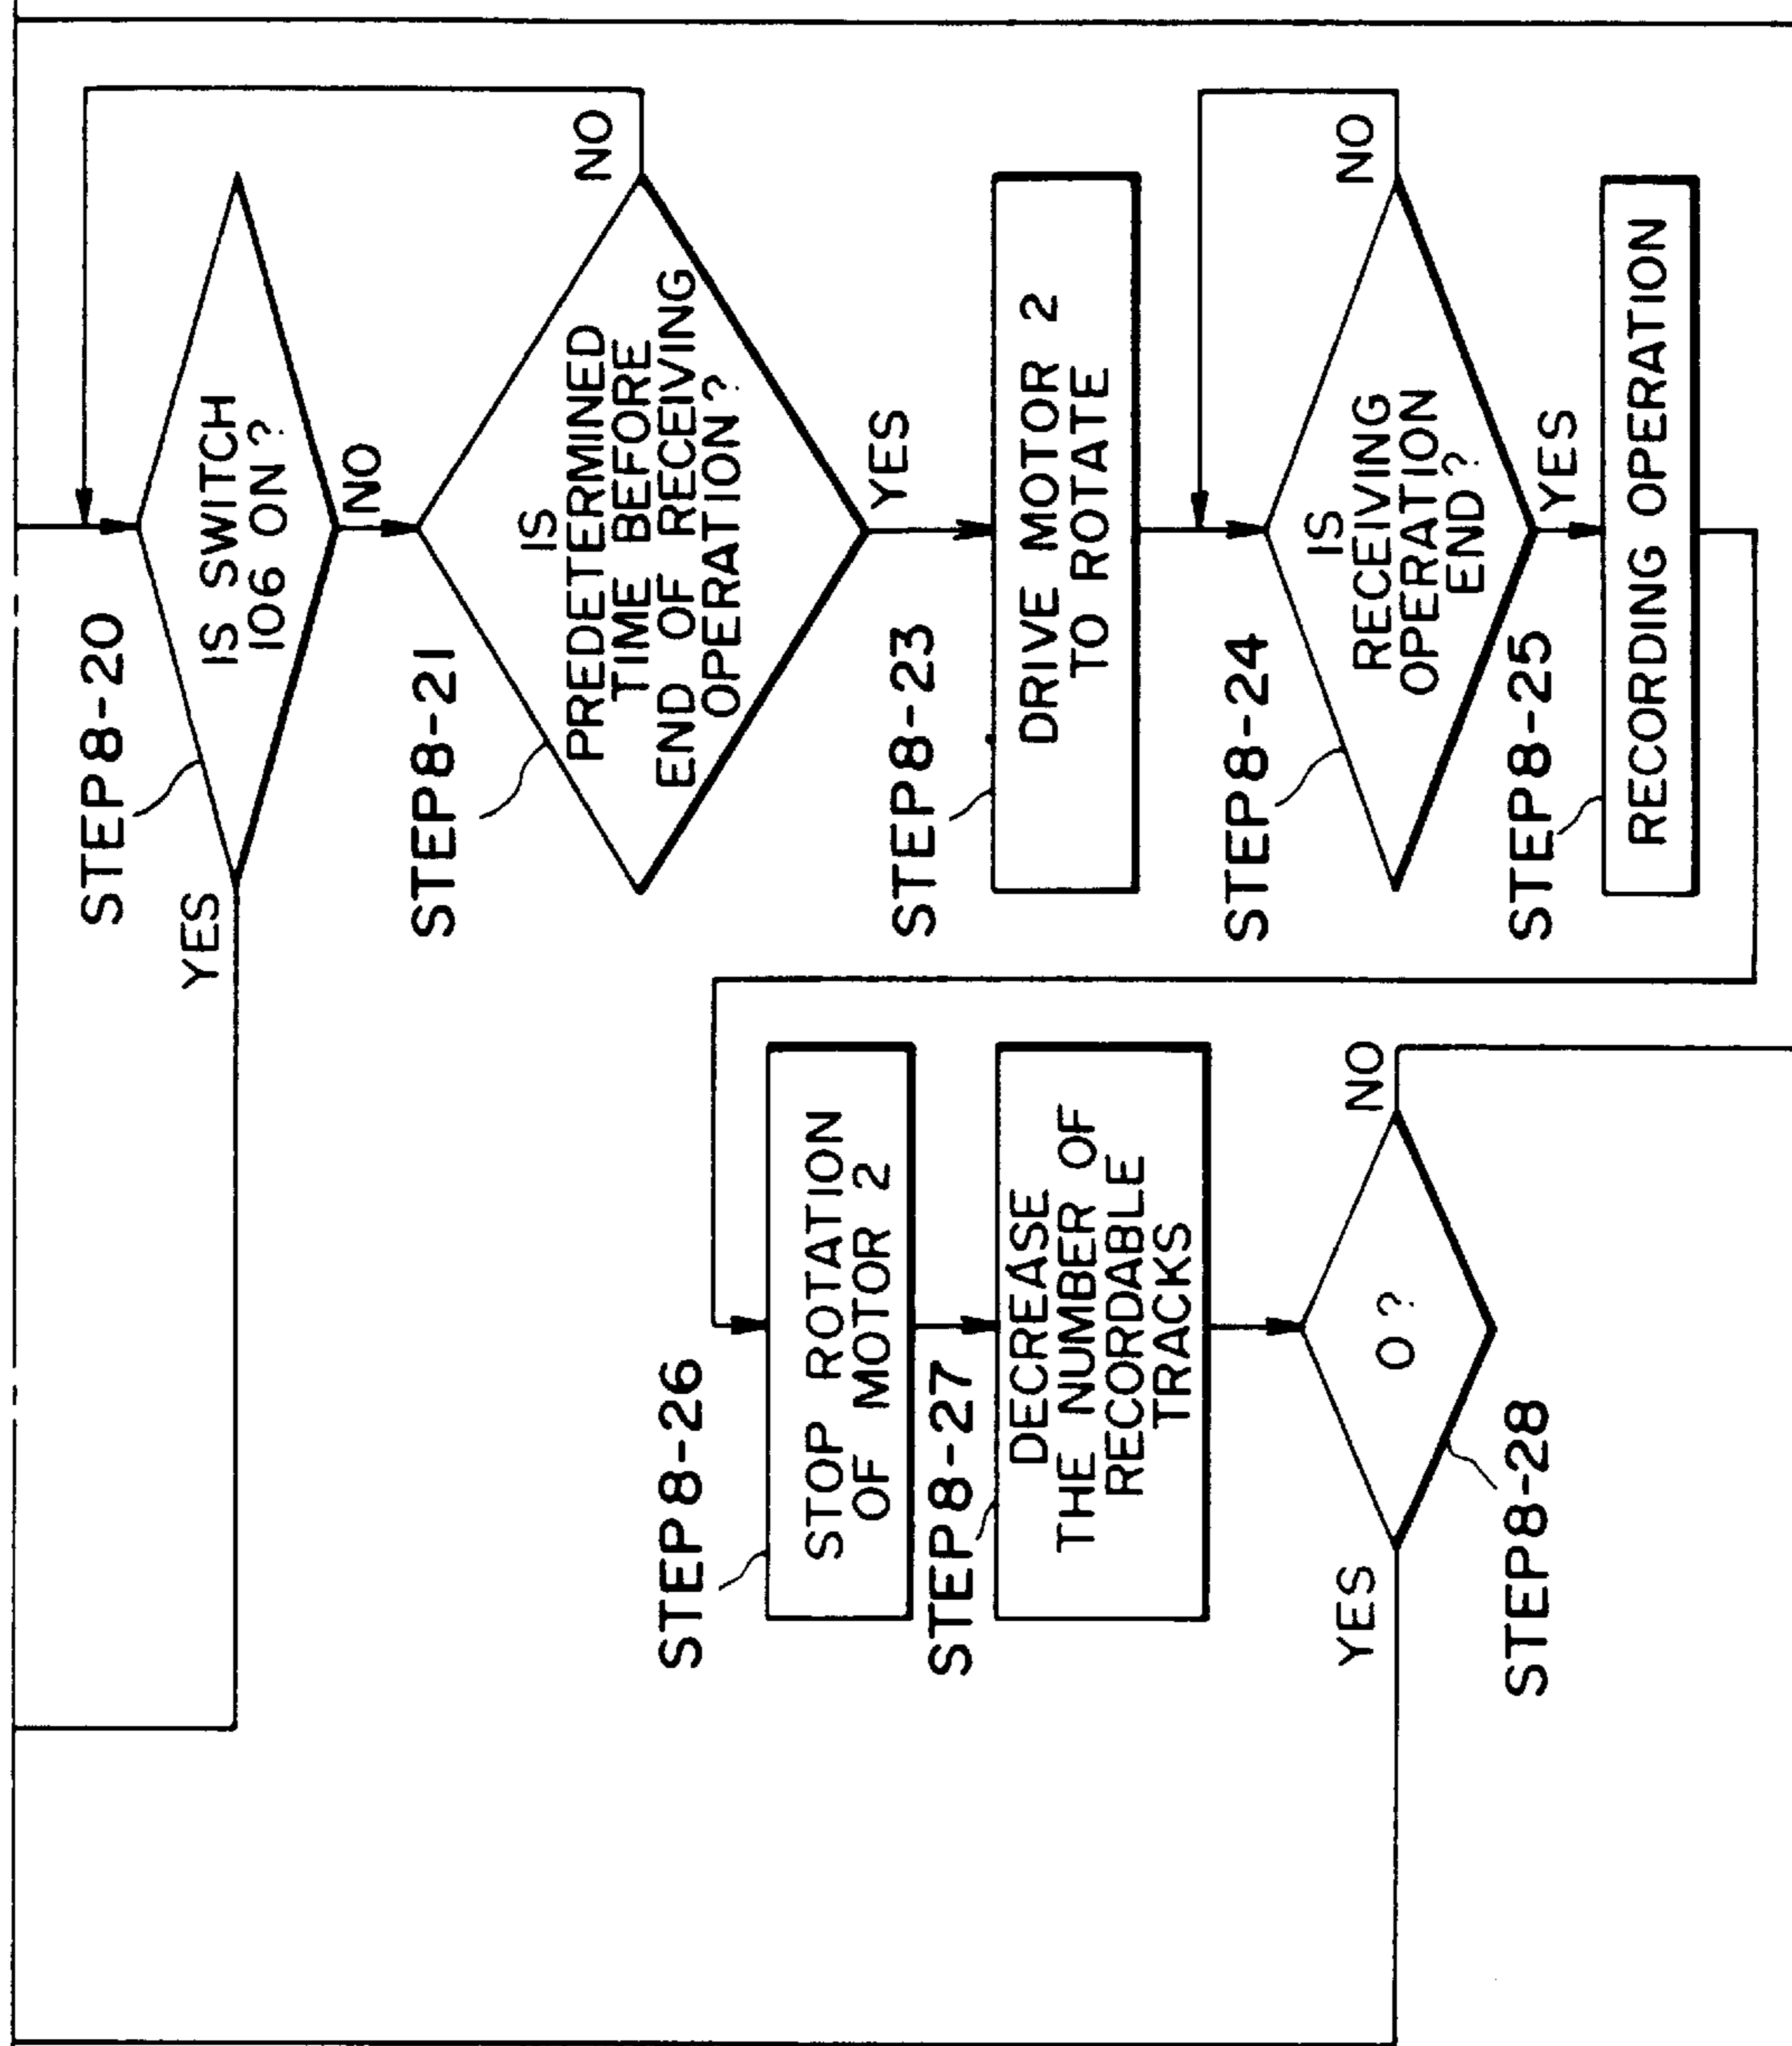 STEP8-20
IS SWITCH
106 ON?
YES
NO
STEP8-21
IS
PREDETERMINED
TIME BEFORE
END OF RECEIVING
OPERATION?
NO
YES
STEP8-23
DRIVE MOTOR 2
TO ROTATE
STEP8-24
IS
RECEIVING
OPERATION
END?
NO
YES
STEP8-25
RECORDING OPERATION
STEP8-26
STOP ROTATION
OF MOTOR 2
STEP8-27
DECREASE
THE NUMBER OF
RECORDABLE
TRACKS
0?
NO
YES
STEP8-28